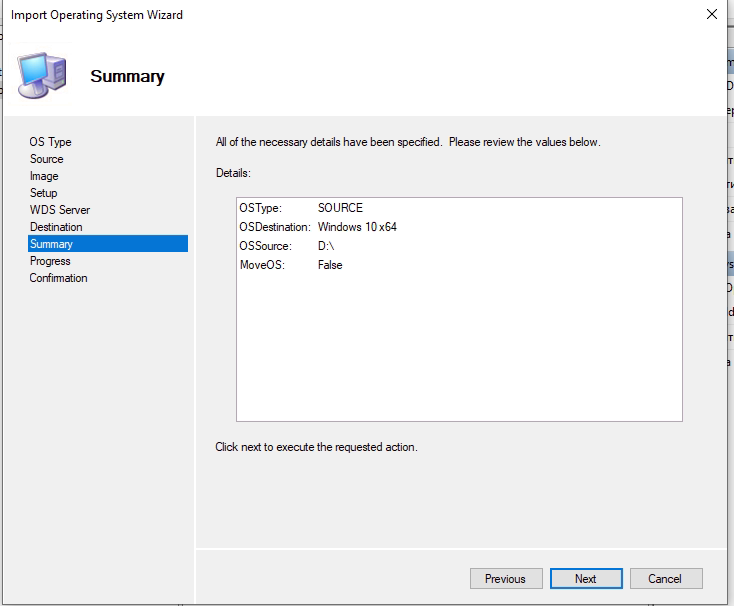 Import Operating System Wizard
Summary
OS Type
Source
Image
Setup
WDS Server
Destination
Summary
Progress
Confirmation
All of the necessary details have been specified.  Please review the values below.
Details:
OSType: SOURCE
OSDestination: Windows 10 x64
OSSource: D:\
MoveOS: False
Click next to execute the requested action.
Previous Next Cancel